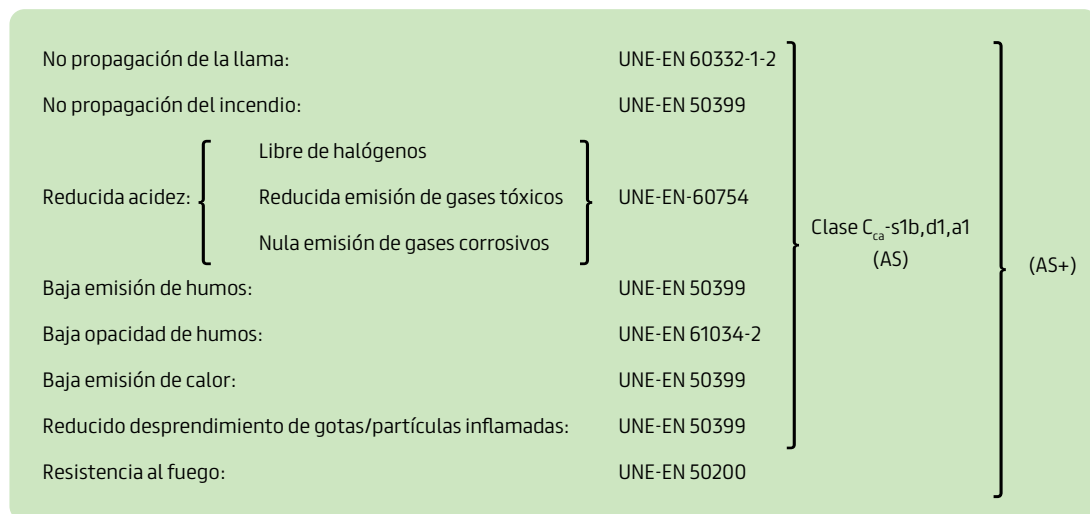 No propagación de la llama: UNE-EN 60332-1-2
No propagación del incendio: UNE-EN 50399
Libre de halógenos
Reducida acidez: Reducida emisión de gases tóxicos UNE-EN-60754
Nula emisión de gases corrosivos
Clase Cca-s1b,d1,a1
(AS)
(AS+)
Baja emisión de humos: UNE-EN 50399
Baja opacidad de humos: UNE-EN 61034-2
Baja emisión de calor: UNE-EN 50399
Reducido desprendimiento de gotas/partículas inflamadas: UNE-EN 50399
Resistencia al fuego: UNE-EN 50200